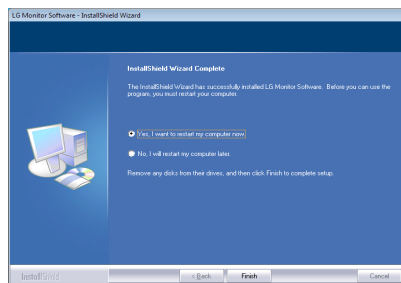 LG Monitor Software - InstallShield Wizard
InstallShield Wizard Complete
The InstallShield Wizard has successfully installed LG Monitor Software. Before you can use the
program, you must restart your computer.
Yes, I want to restart my computer now.
No, I will restart my computer later.
Remove any disks from their drives, and then click Finish to complete setup.
InstallShield
< Back
Finish
Cancel